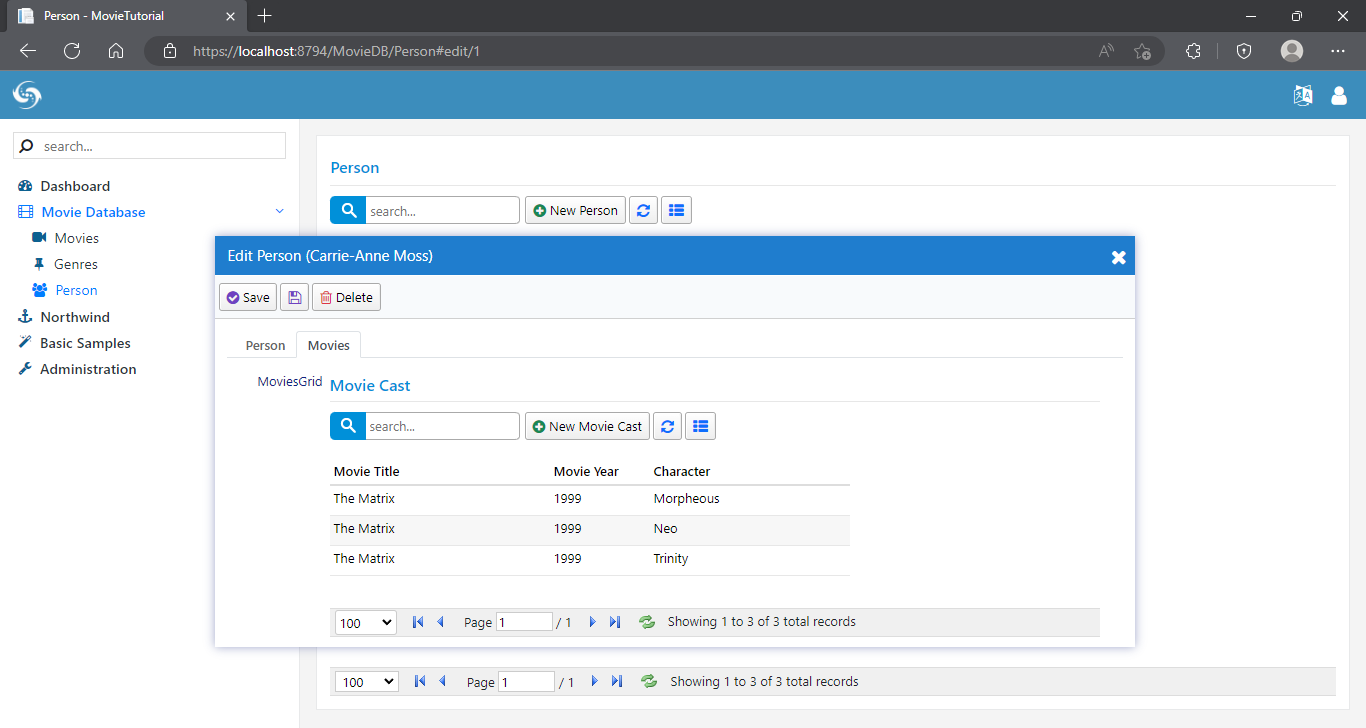 Person - MovieTutorial
https://localhost:8794/MovieDB/Person#edit/1
search...
Dashboard
Movie Database
Movies
Genres
Person
Northwind
Basic Samples
Administration
Person
search...
New Person
Edit Person (Carrie-Anne Moss)
Save
Delete
Person
Movies
MoviesGrid
Movie Cast
search...
New Movie Cast
Movie Title Movie Year Character
The Matrix 1999 Morpheous
The Matrix 1999 Neo
The Matrix 1999 Trinity
100 Page 1 / 1 Showing 1 to 3 of 3 total records
100 Page 1 / 1 Showing 1 to 3 of 3 total records